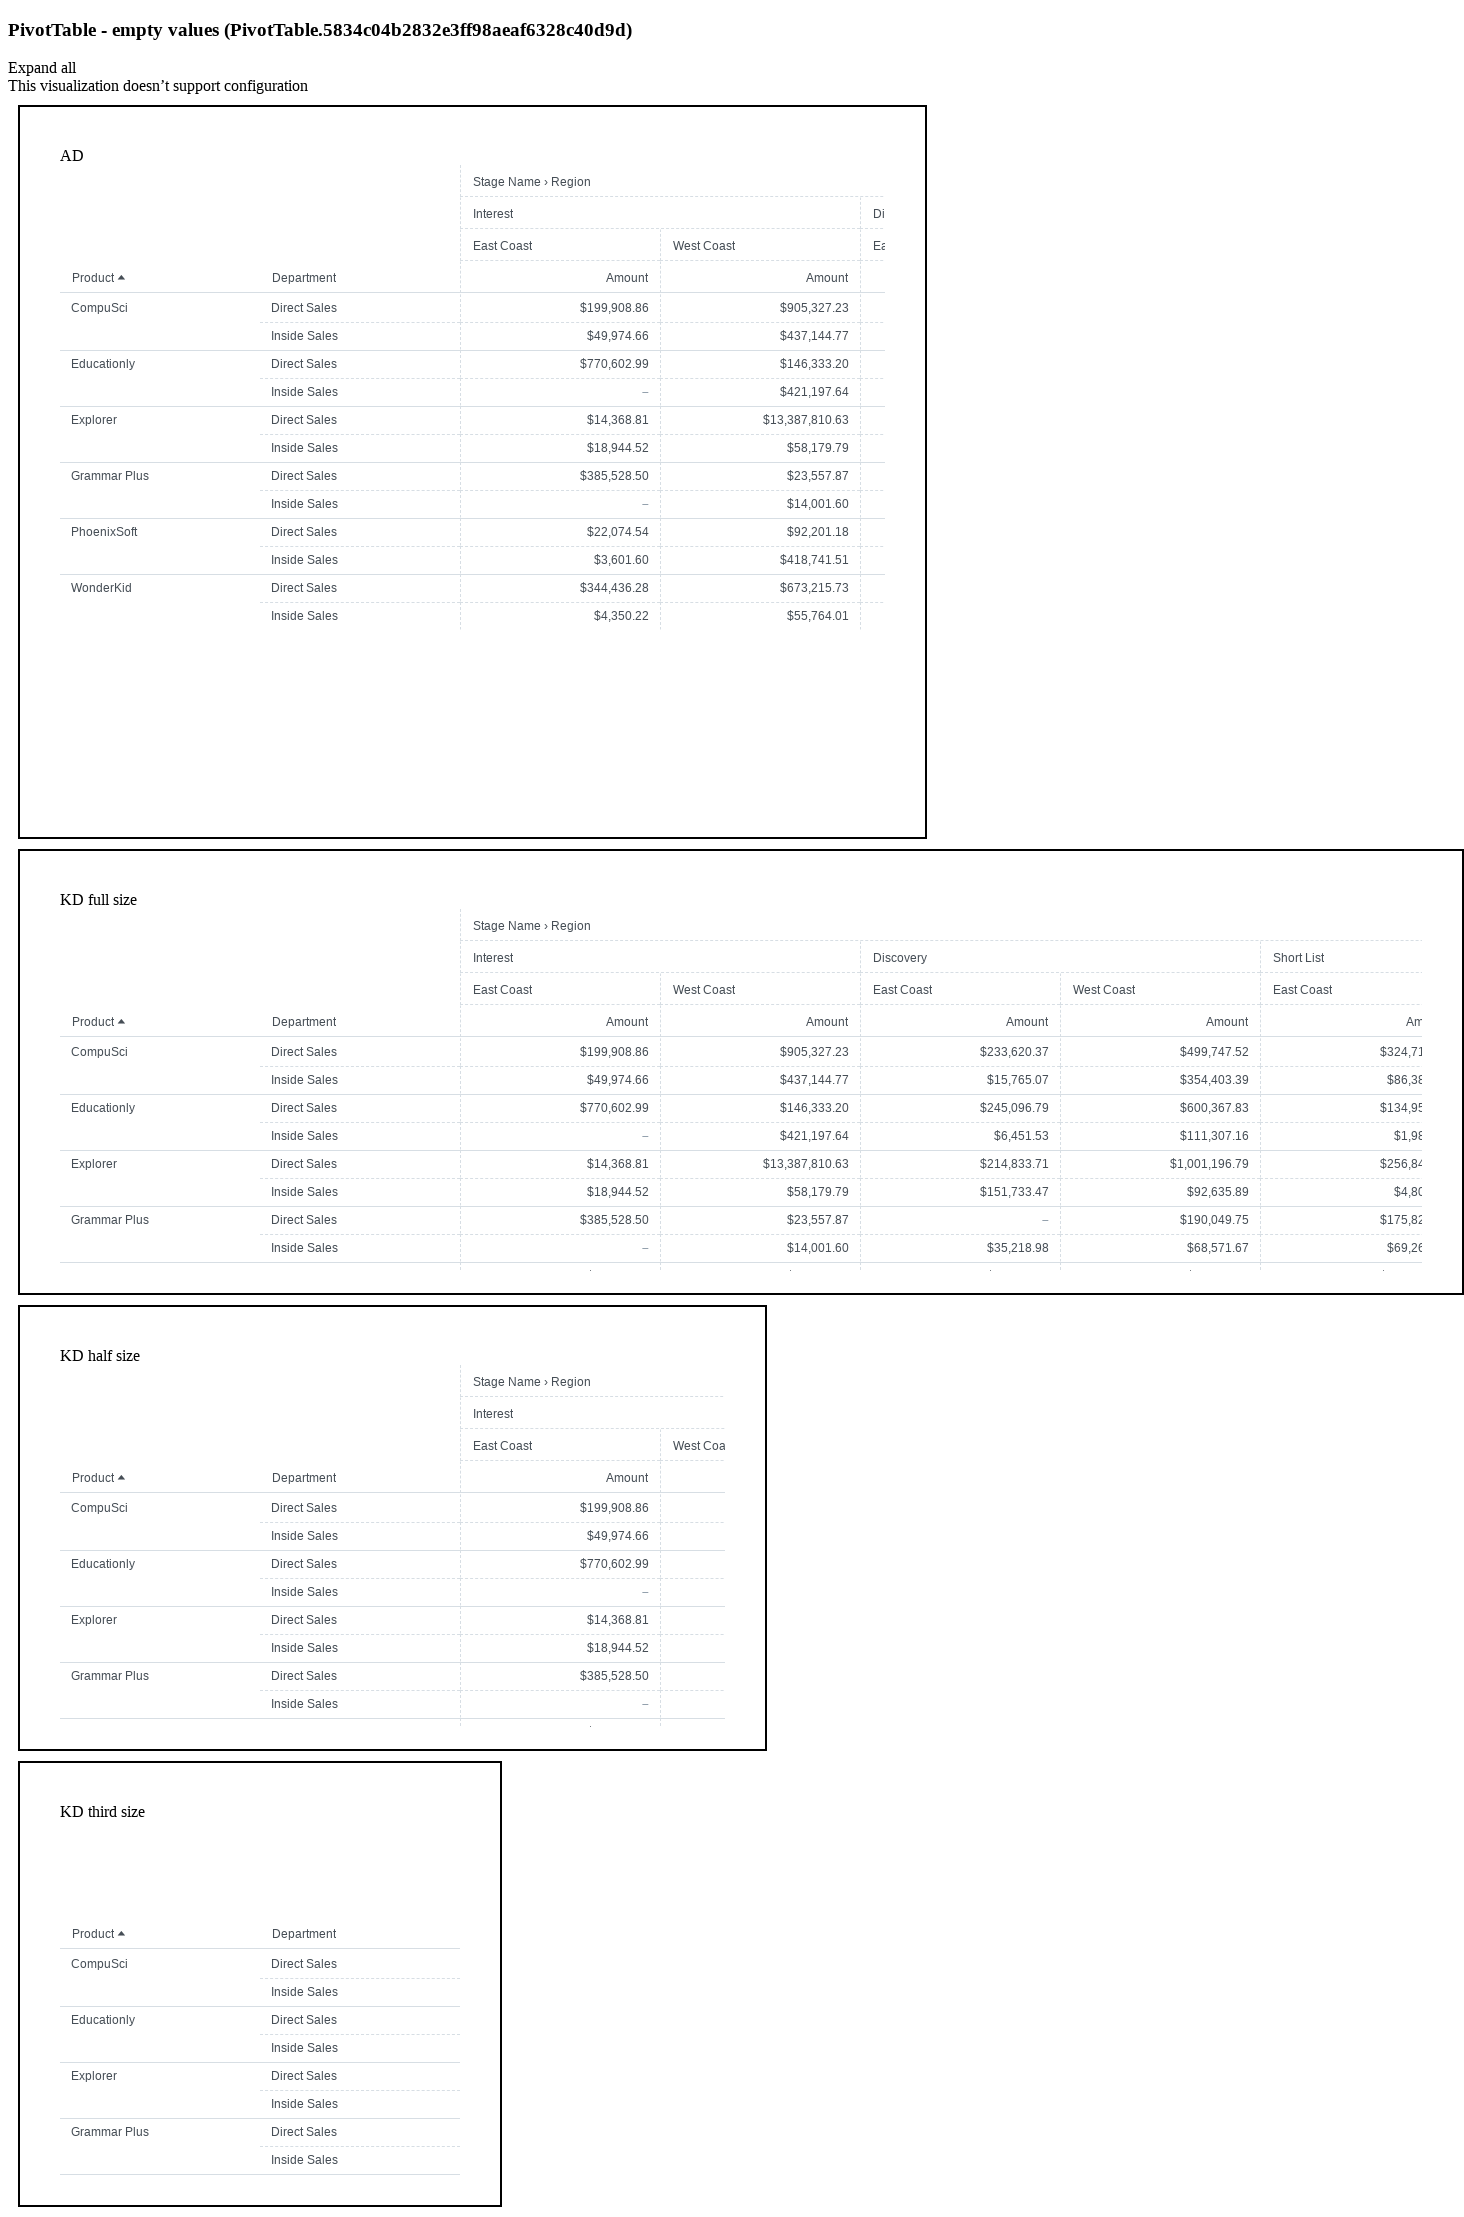 PivotTable - empty values (PivotTable.5834c04b2832e3ff98aeaf6328c40d9d)
Expand all
This visualization doesn’t support configuration
AD
Stage Name › Region
Interest Di
East Coast West Coast Ea
Product Department Amount Amount
CompuSci Direct Sales $199,908.86 $905,327.23
Inside Sales $49,974.66 $437,144.77
Educationly Direct Sales $770,602.99 $146,333.20
Inside Sales – $421,197.64
Explorer Direct Sales $14,368.81 $13,387,810.63
Inside Sales $18,944.52 $58,179.79
Grammar Plus Direct Sales $385,528.50 $23,557.87
Inside Sales – $14,001.60
PhoenixSoft Direct Sales $22,074.54 $92,201.18
Inside Sales $3,601.60 $418,741.51
WonderKid Direct Sales $344,436.28 $673,215.73
Inside Sales $4,350.22 $55,764.01
KD full size
Stage Name › Region
Interest Discovery Short List
East Coast West Coast East Coast West Coast East Coast
Product Department Amount Amount Amount Amount Am
CompuSci Direct Sales $199,908.86 $905,327.23 $233,620.37 $499,747.52 $324,71
Inside Sales $49,974.66 $437,144.77 $15,765.07 $354,403.39 $86,38
Educationly Direct Sales $770,602.99 $146,333.20 $245,096.79 $600,367.83 $134,95
Inside Sales – $421,197.64 $6,451.53 $111,307.16 $1,98
Explorer Direct Sales $14,368.81 $13,387,810.63 $214,833.71 $1,001,196.79 $256,84
Inside Sales $18,944.52 $58,179.79 $151,733.47 $92,635.89 $4,80
Grammar Plus Direct Sales $385,528.50 $23,557.87 – $190,049.75 $175,82
Inside Sales – $14,001.60 $35,218.98 $68,571.67 $69,26
KD half size
Stage Name › Region
Interest
East Coast West Coa
Product Department Amount
CompuSci Direct Sales $199,908.86
Inside Sales $49,974.66
Educationly Direct Sales $770,602.99
Inside Sales –
Explorer Direct Sales $14,368.81
Inside Sales $18,944.52
Grammar Plus Direct Sales $385,528.50
Inside Sales –
KD third size
Product Department
CompuSci Direct Sales
Inside Sales
Educationly Direct Sales
Inside Sales
Explorer Direct Sales
Inside Sales
Grammar Plus Direct Sales
Inside Sales